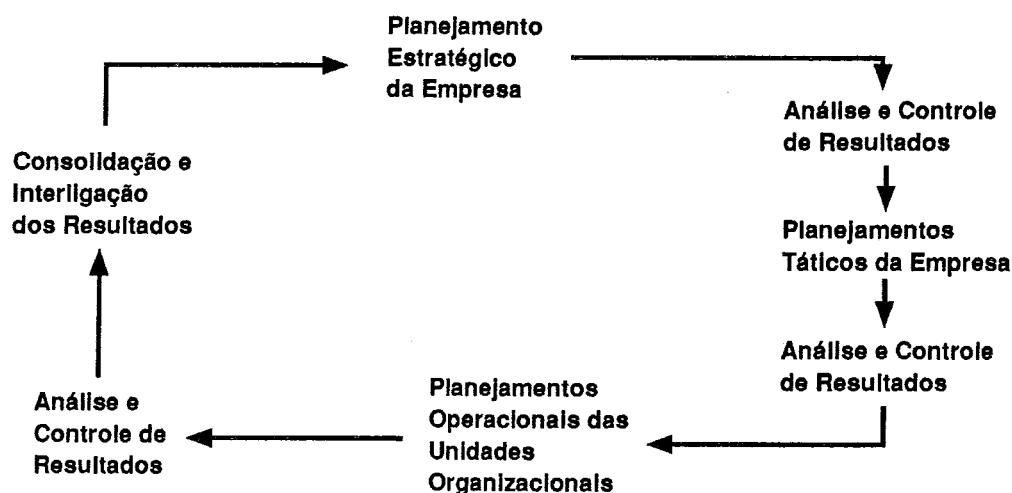 Planejamento
Estratégico
da Empresa
Análise e Controle
de Resultados
Planejamentos
Táticos da Empresa
Análise e Controle
de Resultados
Planejamentos
Operacionais das
Unidades
Organizacionais
Análise e
Controle de
Resultados
Consolidação e
Interligação
dos Resultados